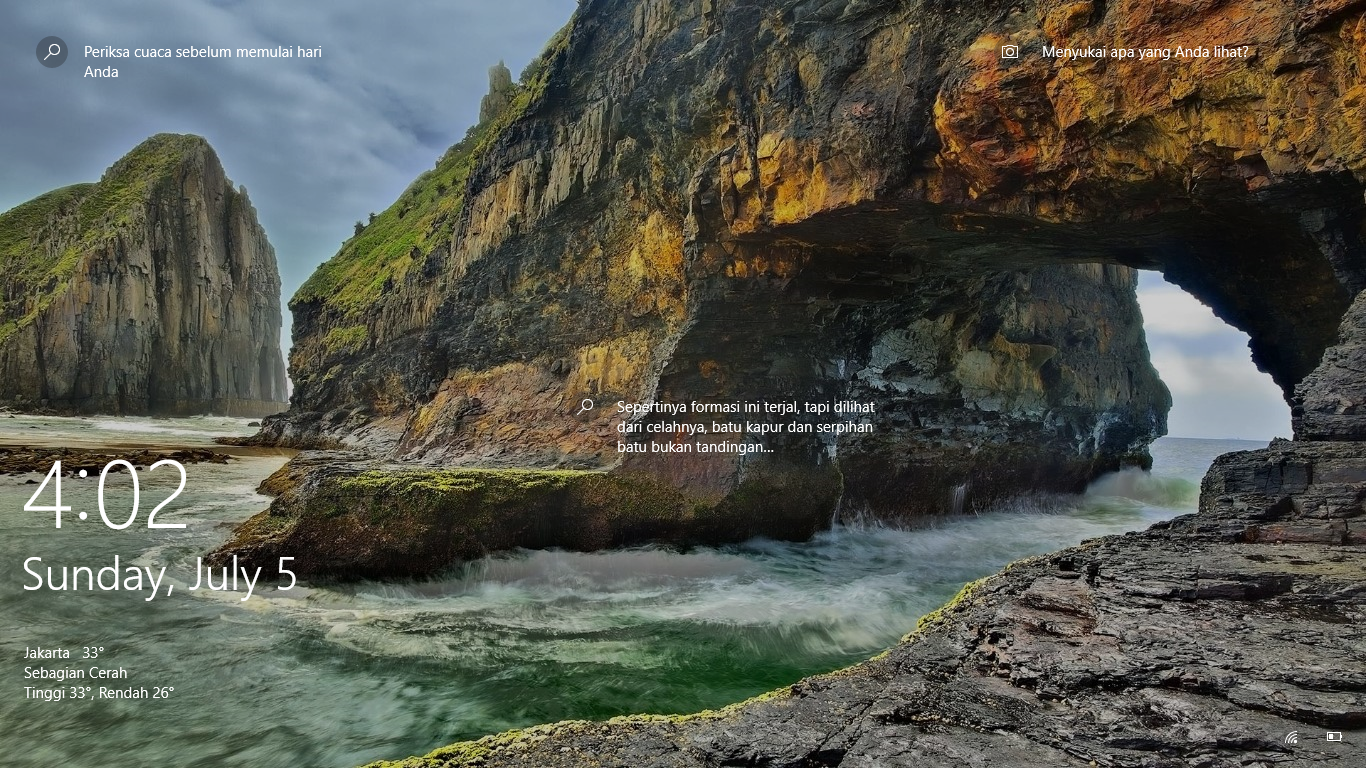 Periksa cuaca sebelum memulai hari
Anda
Menyukai apa yang Anda lihat?
Sepertinya formasi ini terjal, tapi dilihat
dari celahnya, batu kapur dan serpihan
batu bukan tandingan...
4:02
Sunday, July 5
Jakarta 33°
Sebagian Cerah
Tinggi 33°, Rendah 26°